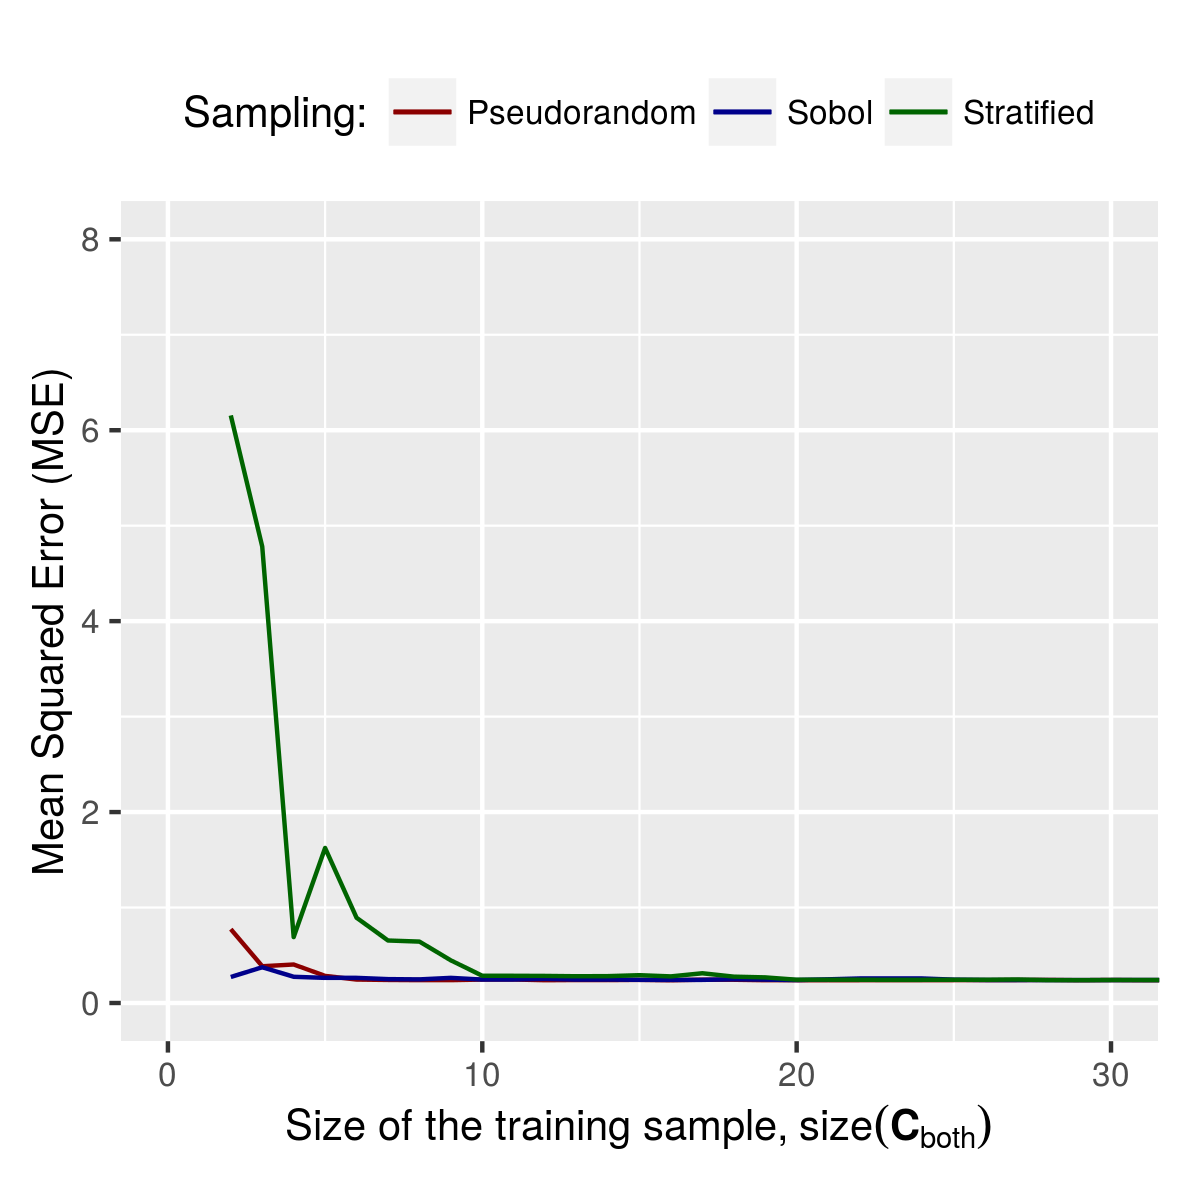 Sampling: Pseudorandom Sobol Stratified
8
6
4
2
0
Mean Squared Error (MSE)
0 10 20 30
Size of the training sample, size(C_both)